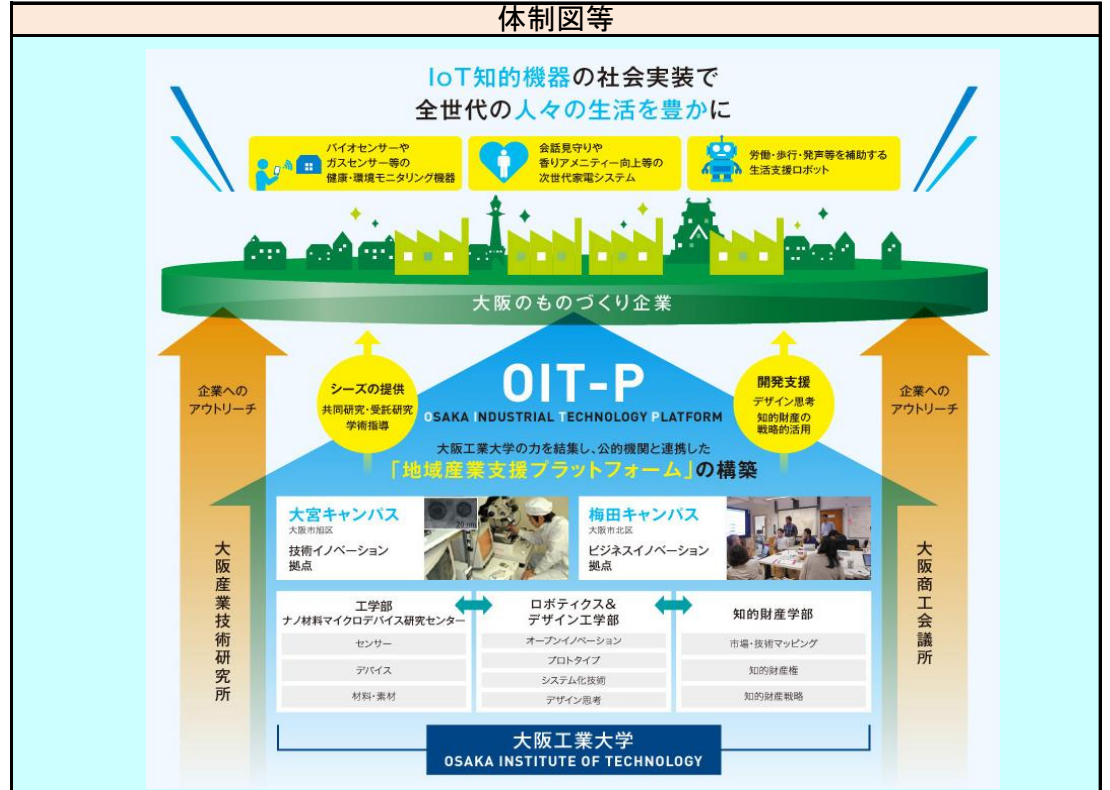 体制図等
IoT知的機器の社会実装で
全世代の人々の生活を豊かに
バイオセンサーや
ガスセンサー等の
健康・環境モニタリング機器
会話見守りや
香りアメニティー向上等の
次世代家電システム
労働・歩行・発声等を補助する
生活支援ロボット
大阪のものづくり企業
企業への
アウトリーチ
シーズの提供
共同研究・受託研究
学術指導
OIT-P
OSAKA INDUSTRIAL TECHNOLOGY PLATFORM
開発支援
デザイン思考
知的財産の
戦略的活用
企業への
アウトリーチ
大阪工業大学の力を結集し、公的機関と連携した
「地域産業支援プラットフォーム」の構築
大宮キャンパス
大阪市旭区
技術イノベーション
拠点
20 nm
梅田キャンパス
大阪市北区
ビジネスイノベーション
拠点
大阪産業技術研究所
大阪商工会議所
工学部
ナノ材料マイクロデバイス研究センター
センサー
デバイス
材料・素材
ロボティクス&
デザイン工学部
オープンイノベーション
プロトタイプ
システム化技術
デザイン思考
知的財産学部
市場・技術マッピング
知的財産権
知的財産戦略
大阪工業大学
OSAKA INSTITUTE OF TECHNOLOGY